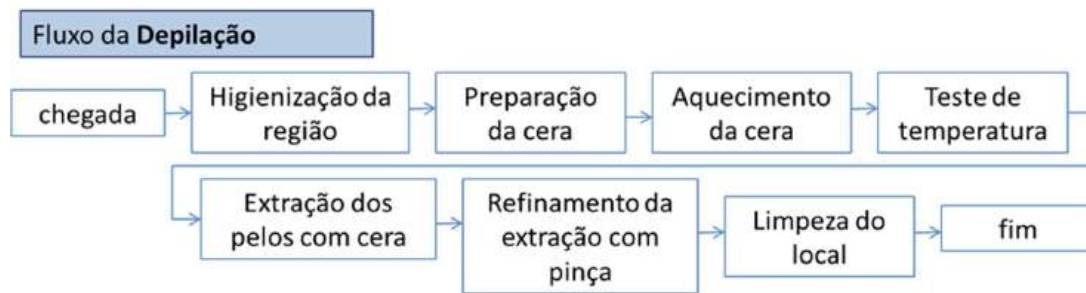 Fluxo da Depilação
chegada
Higienização da
região
Preparação
da cera
Aquecimento
da cera
Teste de
temperatura
Extração dos
pelos com cera
Refinamento da
extração com
pinça
Limpeza do
local
fim